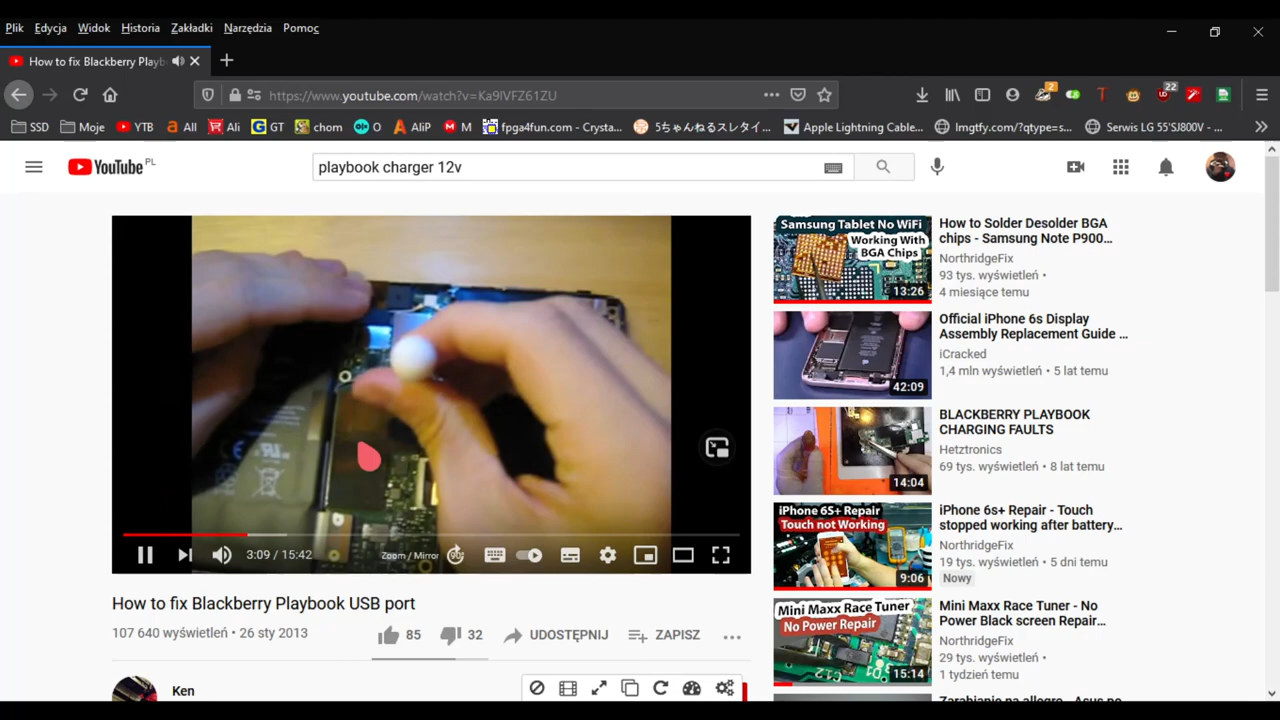 Plik Edycja Widok Historia Zakładki Narzędzia Pomoc
How to fix Blackberry Playb
https://www.youtube.com/watch?v=Ka9IVFZ61ZU
22
2
SSD Moje YTB All Ali GT chom O AliP M fpga4fun.com - Crysta... 5ちゃんねるスレタイ... Apple Lightning Cable... lmgtfy.com/?qtype=s... Serwis LG 55'SJ800V - ...
YouTube PL
playbook charger 12v
Samsung Tablet No WiFi
Working With
BGA Chips
13:26
How to Solder Desolder BGA
chips - Samsung Note P900...
NorthridgeFix
93 tys. wyświetleń •
4 miesiące temu
42:09
Official iPhone 6s Display
Assembly Replacement Guide ...
iCracked
1,4 mln wyświetleń • 5 lat temu
14:04
BLACKBERRY PLAYBOOK
CHARGING FAULTS
Hetztronics
69 tys. wyświetleń • 8 lat temu
iPhone 6S+ Repair
Touch not Working
9:06
iPhone 6s+ Repair - Touch
stopped working after battery...
NorthridgeFix
19 tys. wyświetleń • 5 dni temu
Nowy
Mini Maxx Race Tuner
No Power Repair
15:14
Mini Maxx Race Tuner - No
Power Black screen Repair...
NorthridgeFix
29 tys. wyświetleń •
1 tydzień temu
Zarabianie na allegro - Asus no
3:09 / 15:42
Zoom / Mirror
90°
How to fix Blackberry Playbook USB port
107 640 wyświetleń • 26 sty 2013
85 32 UDOSTĘPNIJ ZAPISZ
Ken